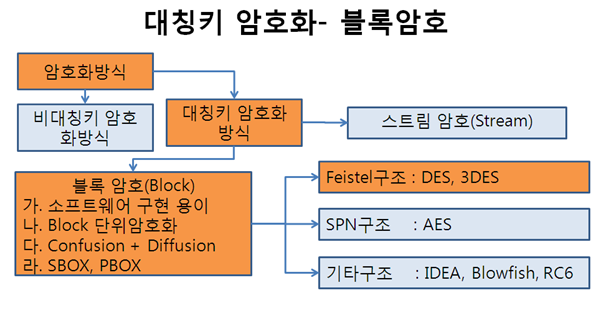 대칭키 암호화- 블록암호
암호화방식
비대칭키 암호
화방식
대칭키 암호화
방식
스트림 암호(Stream)
블록 암호(Block)
가. 소프트웨어 구현 용이
나. Block 단위암호화
다. Confusion + Diffusion
라. SBOX, PBOX
Feistel구조 : DES, 3DES
SPN구조 : AES
기타구조 : IDEA, Blowfish, RC6